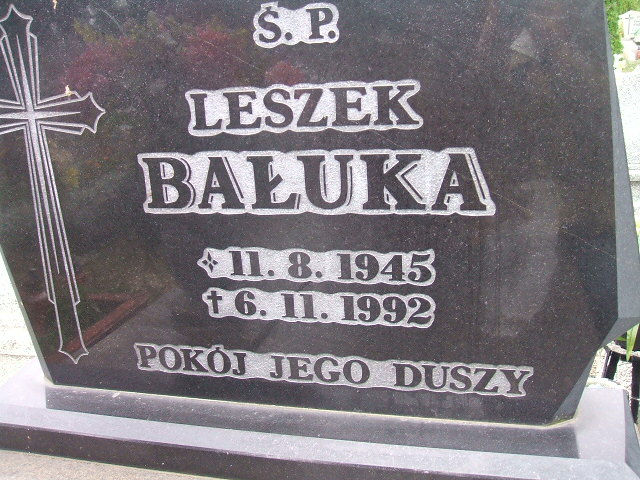 Ś. P.
LESZEK
BAŁUKA
11. 8. 1945
† 6. 11. 1992
POKÓJ JEGO DUSZY